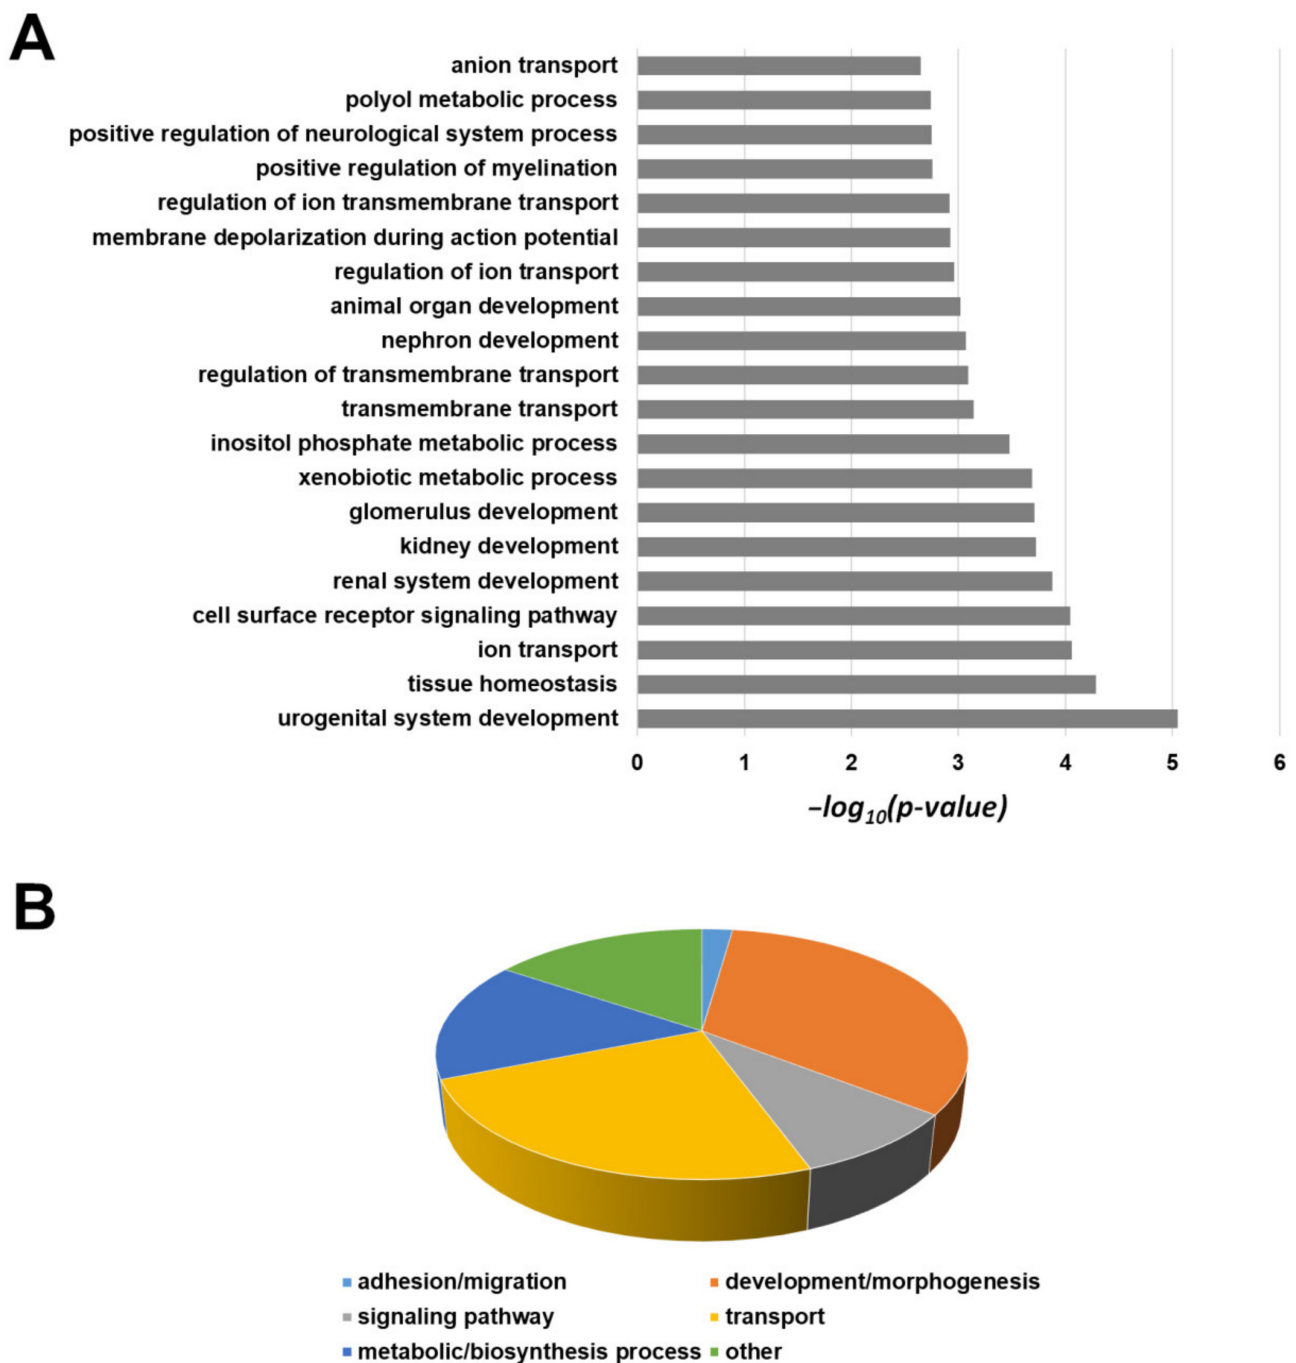 A
anion transport
polyol metabolic process
positive regulation of neurological system process
positive regulation of myelination
regulation of ion transmembrane transport
membrane depolarization during action potential
regulation of ion transport
animal organ development
nephron development
regulation of transmembrane transport
transmembrane transport
inositol phosphate metabolic process
xenobiotic metabolic process
glomerulus development
kidney development
renal system development
cell surface receptor signaling pathway
ion transport
tissue homeostasis
urogenital system development
0 1 2 3 4 5 6
–log10(p-value)
B
adhesion/migration development/morphogenesis
signaling pathway transport
metabolic/biosynthesis process other